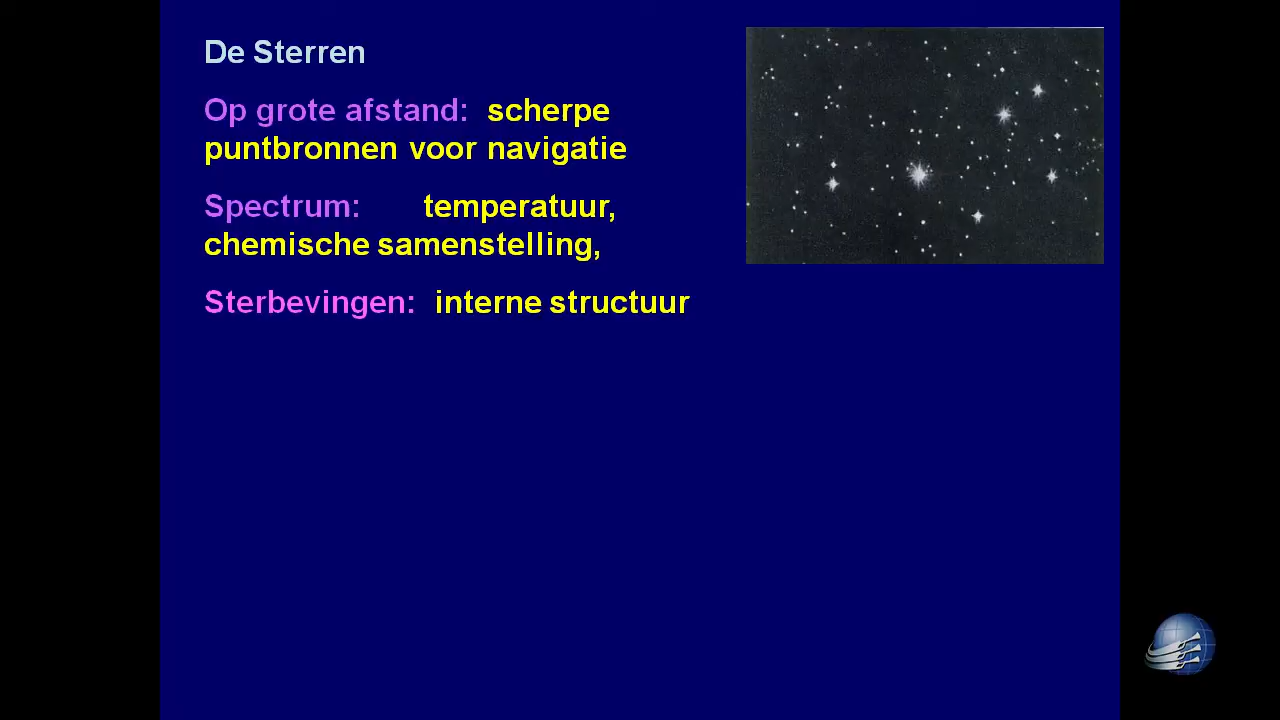 De Sterren
Op grote afstand: scherpe
puntbronnen voor navigatie
Spectrum: temperatuur,
chemische samenstelling,
Sterbevingen: interne structuur